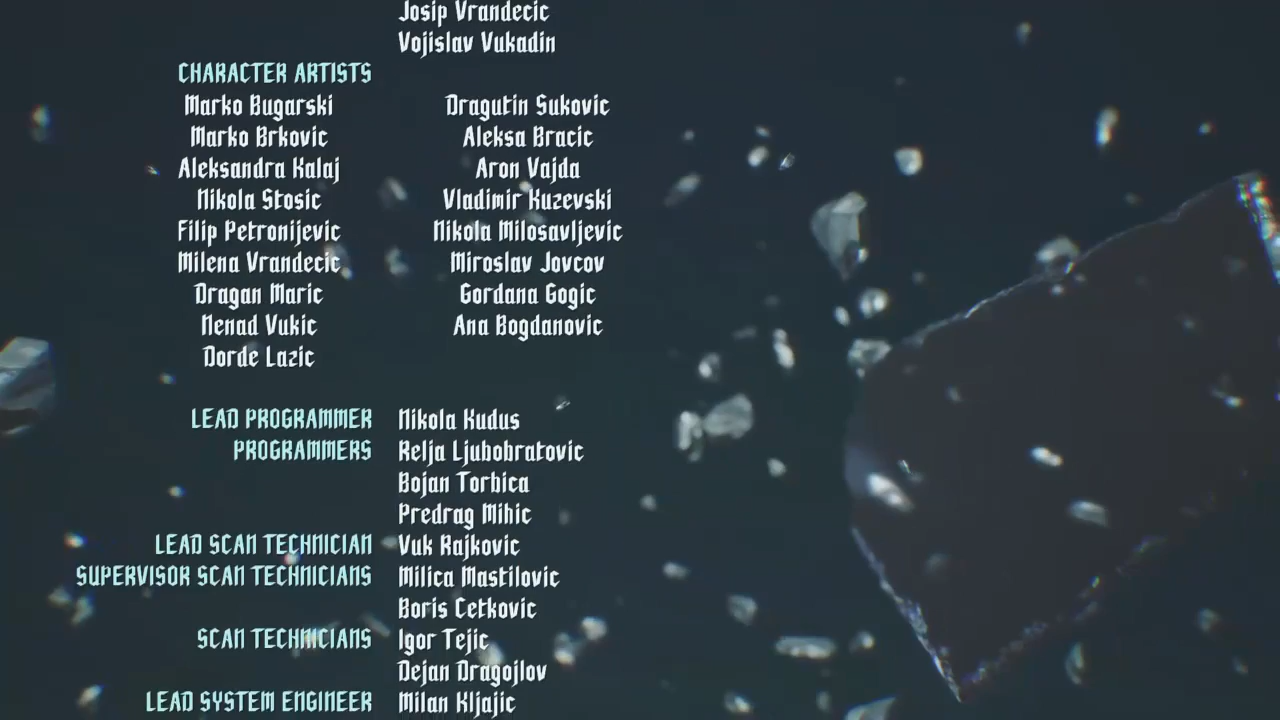 Josip Vrandecic
Vojislav Vukadin
CHARACTER ARTISTS
Marko Bugarski Dragutin Sukovic
Marko Brkovic Aleksa Bracic
Aleksandra Kalaj Aron Vajda
Nikola Stosic Vladimir Kuzevski
Filip Petronijevic Nikola Milosavljevic
Milena Vrandecic Miroslav Jovcov
Dragan Maric Gordana Gogic
Nenad Vukic Ana Bogdanovic
Dorde Lazic
LEAD PROGRAMMER Nikola Kudus
PROGRAMMERS Relja Ljubobratovic
Bojan Torbica
Predrag Mihic
LEAD SCAN TECHNICIAN Vuk Rajkovic
SUPERVISOR SCAN TECHNICIANS Milica Mastilovic
Boris Cetkovic
SCAN TECHNICIANS Igor Tejic
Dejan Dragojlov
LEAD SYSTEM ENGINEER Milan Kljajic